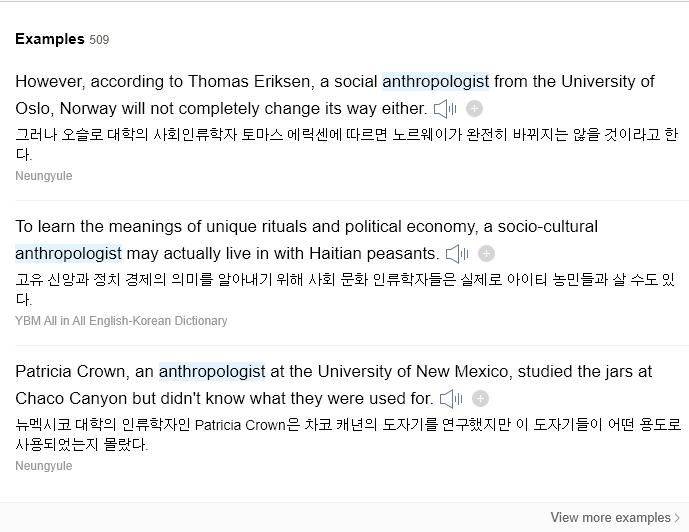 Examples 509
However, according to Thomas Eriksen, a social anthropologist from the University of
Oslo, Norway will not completely change its way either.
그러나 오슬로 대학의 사회인류학자 토마스 에릭센에 따르면 노르웨이가 완전히 바뀌지는 않을 것이라고 한
다.
Neungyule
To learn the meanings of unique rituals and political economy, a socio-cultural
anthropologist may actually live in with Haitian peasants.
고유 신앙과 정치 경제의 의미를 알아내기 위해 사회 문화 인류학자들은 실제로 아이티 농민들과 살 수도 있
다.
YBM All in All English-Korean Dictionary
Patricia Crown, an anthropologist at the University of New Mexico, studied the jars at
Chaco Canyon but didn't know what they were used for.
뉴멕시코 대학의 인류학자인 Patricia Crown은 차코 캐년의 도자기를 연구했지만 이 도자기들이 어떤 용도로
사용되었는지 몰랐다.
Neungyule
View more examples